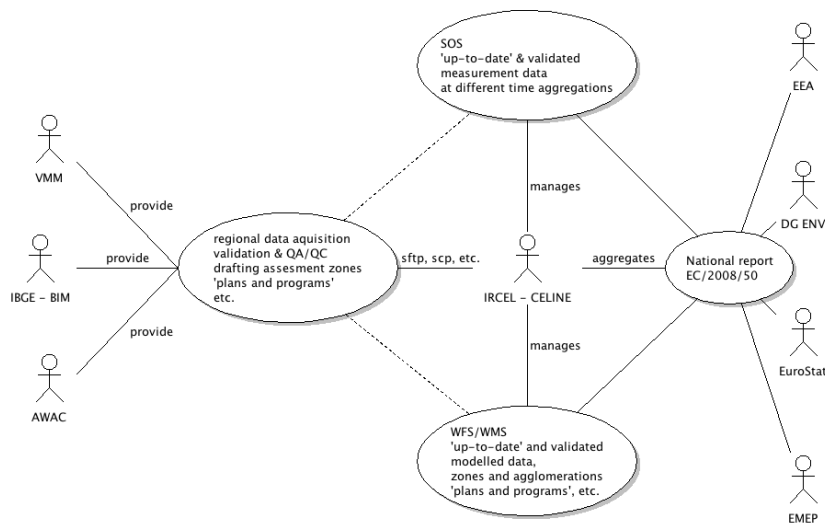 SOS
'up-to-date' & validated
measurement data
at different time aggregations
EEA
VMM
provide
manages
DG ENV
regional data aquisition
validation & QA/QC
drafting assesment zones
'plans and programs'
etc.
IBGE - BIM
provide
sftp, scp, etc.
IRCEL - CELINE
aggregates
National report
EC/2008/50
provide
AWAC
manages
EuroStat
WFS/WMS
'up-to-date' and validated
modelled data,
zones and agglomerations
'plans and programs', etc.
EMEP